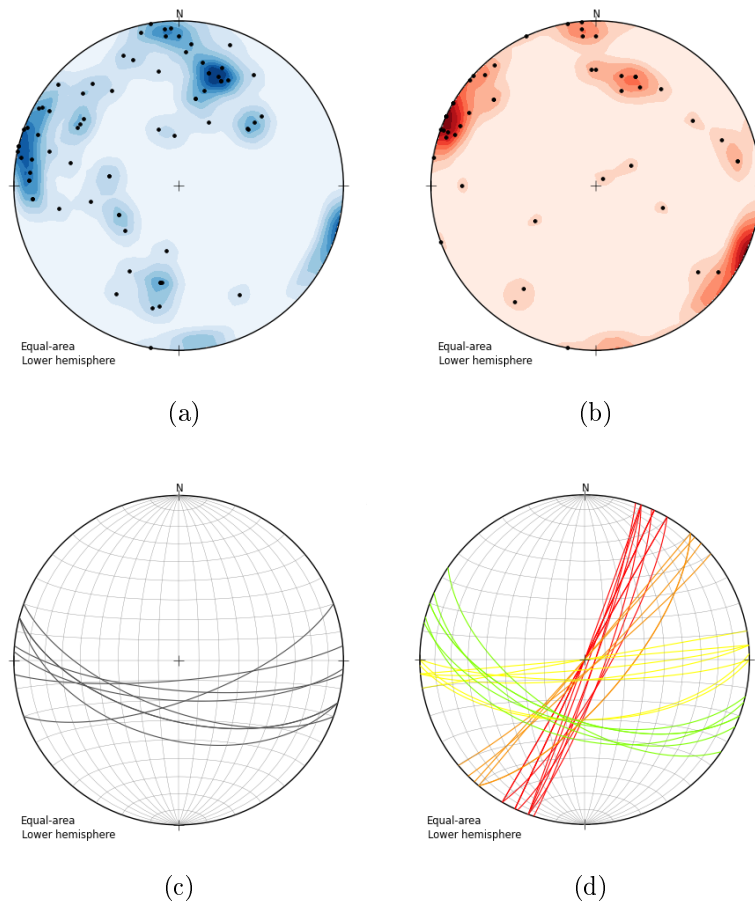 N
N
Equal-area
Lower hemisphere
Equal-area
Lower hemisphere
(a)
(b)
N
N
Equal-area
Lower hemisphere
Equal-area
Lower hemisphere
(c)
(d)